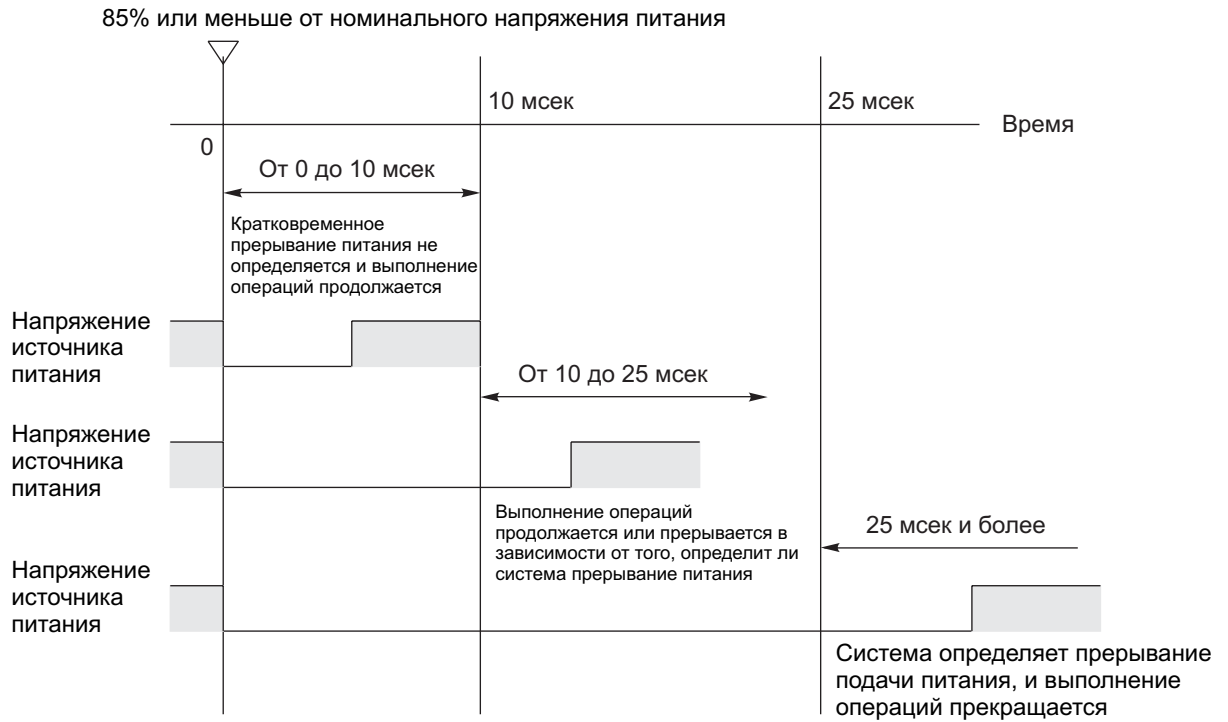 85% или меньше от номинального напряжения питания
10 мсек
25 мсек
Время
0
От 0 до 10 мсек
Кратковременное
прерывание питания не
определяется и выполнение
операций продолжается
Напряжение
источника
питания
От 10 до 25 мсек
Напряжение
источника
питания
Выполнение операций
продолжается или прерывается в
зависимости от того, определит ли
система прерывание питания
25 мсек и более
Напряжение
источника
питания
Система определяет прерывание
подачи питания, и выполнение
операций прекращается